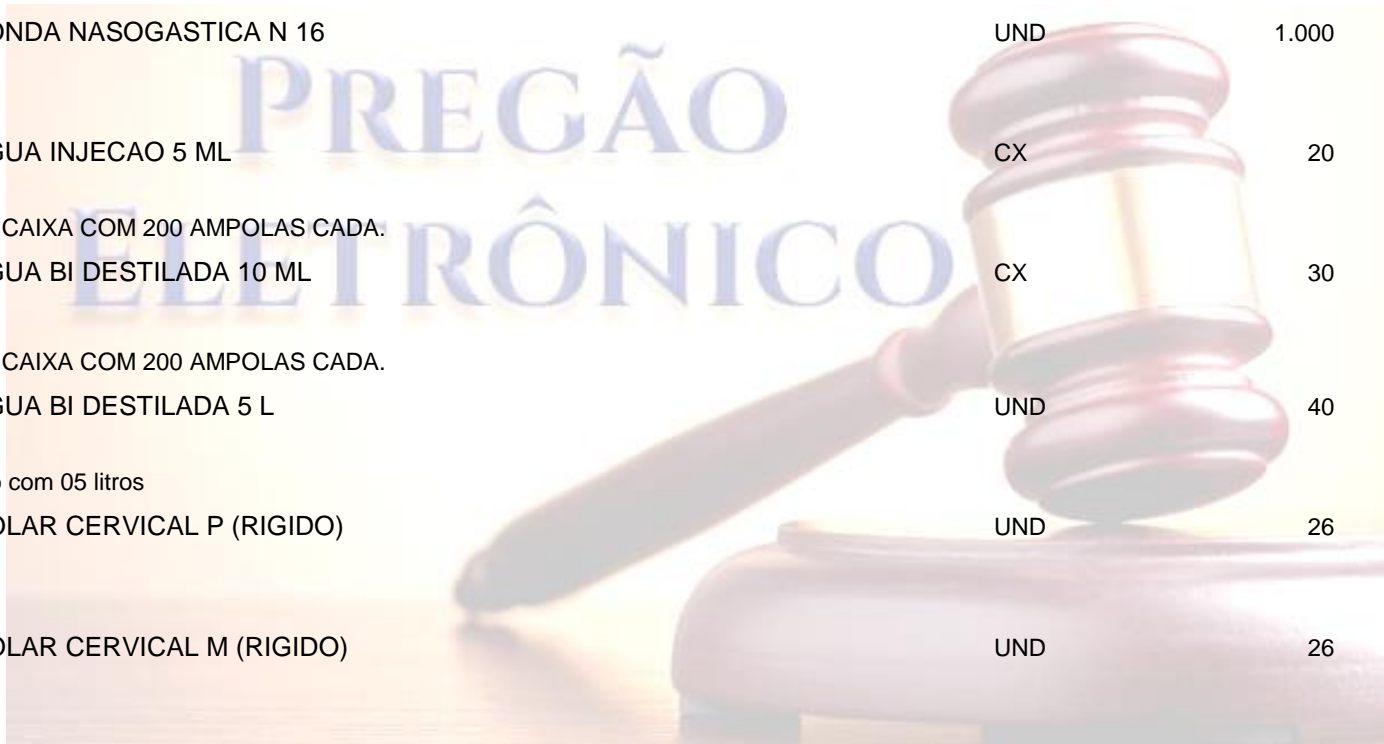 ONDA NASOGASTICA N 16 UND 1.000
PREGÃO
GUA INJECAO 5 ML CX 20
CAIXA COM 200 AMPOLAS CADA.
ELETRÔNICO
GUA BI DESTILADA 10 ML CX 30
CAIXA COM 200 AMPOLAS CADA.
GUA BI DESTILADA 5 L UND 40
com 05 litros
OLAR CERVICAL P (RIGIDO) UND 26
OLAR CERVICAL M (RIGIDO) UND 26